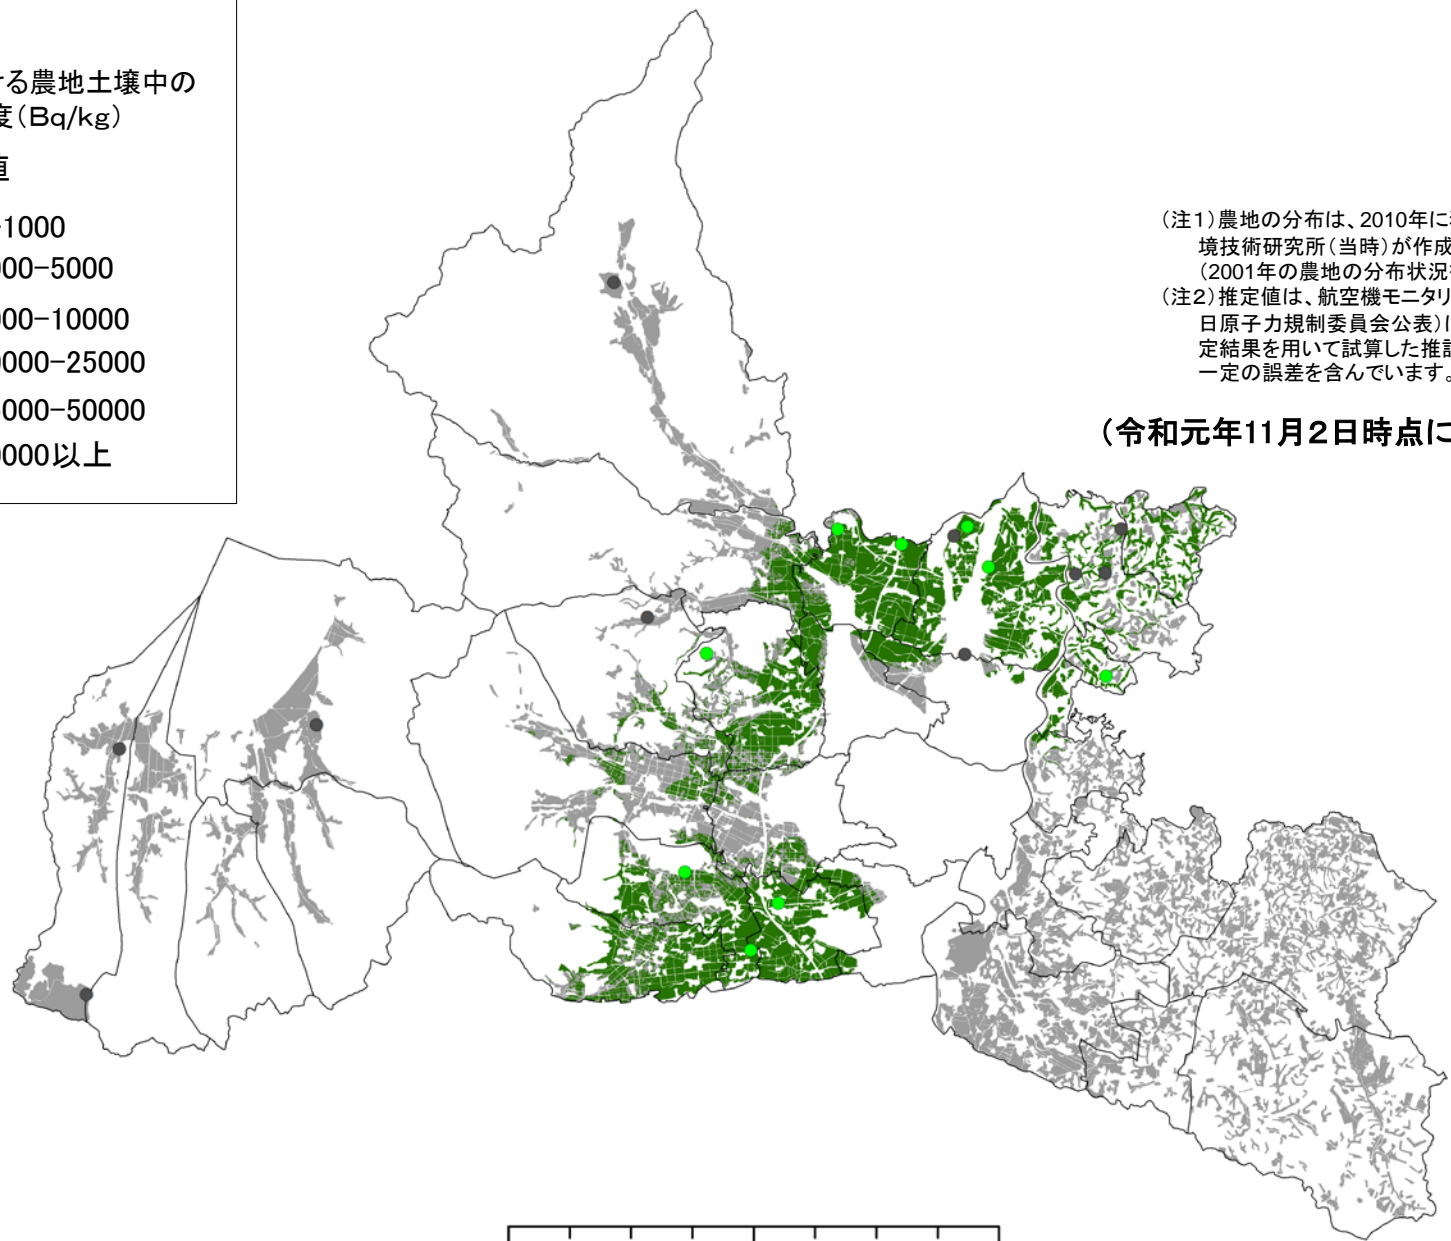 る農地土壌中の
度（Bq/kg）
値
1000
000-5000
000-10000
0000-25000
5000-50000
0000以上
（注1）農地の分布は、2010年に
境技術研究所（当時）が作成
（2001年の農地の分布状況
（注2）推定値は、航空機モニタリ
日原子力規制委員会公表）に
定結果を用いて試算した推計
一定の誤差を含んでいます。
（令和元年11月2日時点に